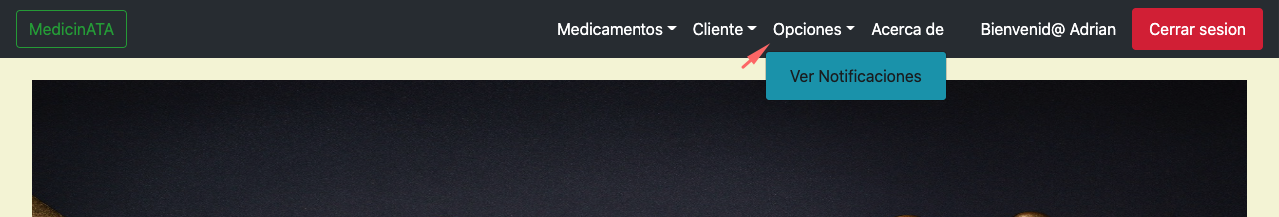 MedicinATA Medicamentos Cliente Opciones Acerca de Bienvenid@ Adrian Cerrar sesion
Ver Notificaciones